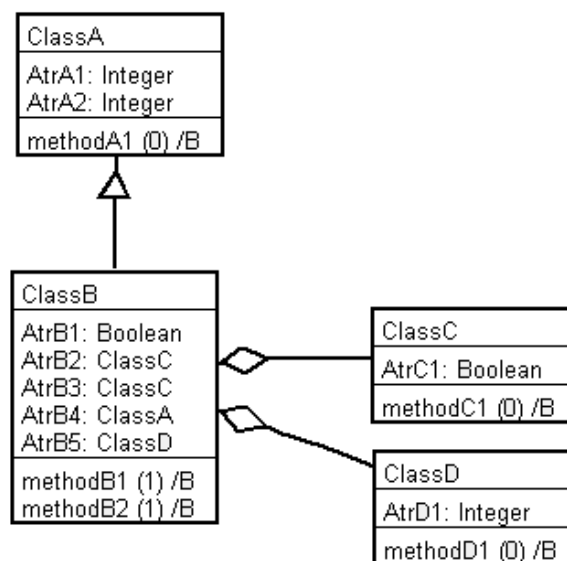 ClassA
AtrA1: Integer
AtrA2: Integer
methodA1 (0) /B
ClassB
AtrB1: Boolean
AtrB2: ClassC
AtrB3: ClassC
AtrB4: ClassA
AtrB5: ClassD
methodB1 (1) /B
methodB2 (1) /B
ClassC
AtrC1: Boolean
methodC1 (0) /B
ClassD
AtrD1: Integer
methodD1 (0) /B